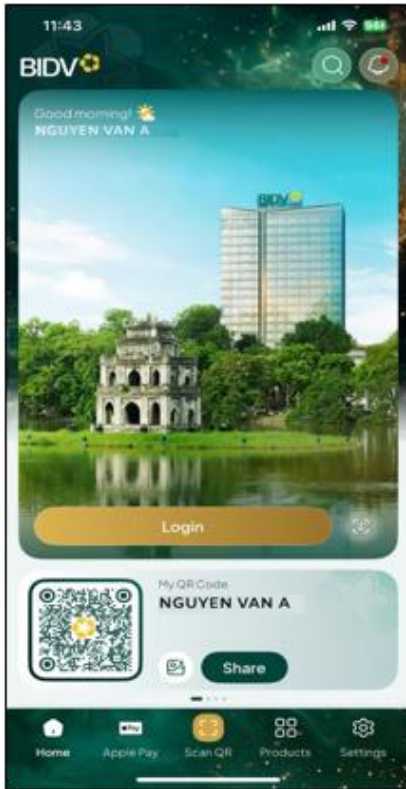 11:43
94+
BIDV
Good morning!
NGUYEN VAN A
BIDV
Login
My QR Code
NGUYEN VAN A
Share
Pay
Home
Apple Pay
Scan QR
Products
Settings